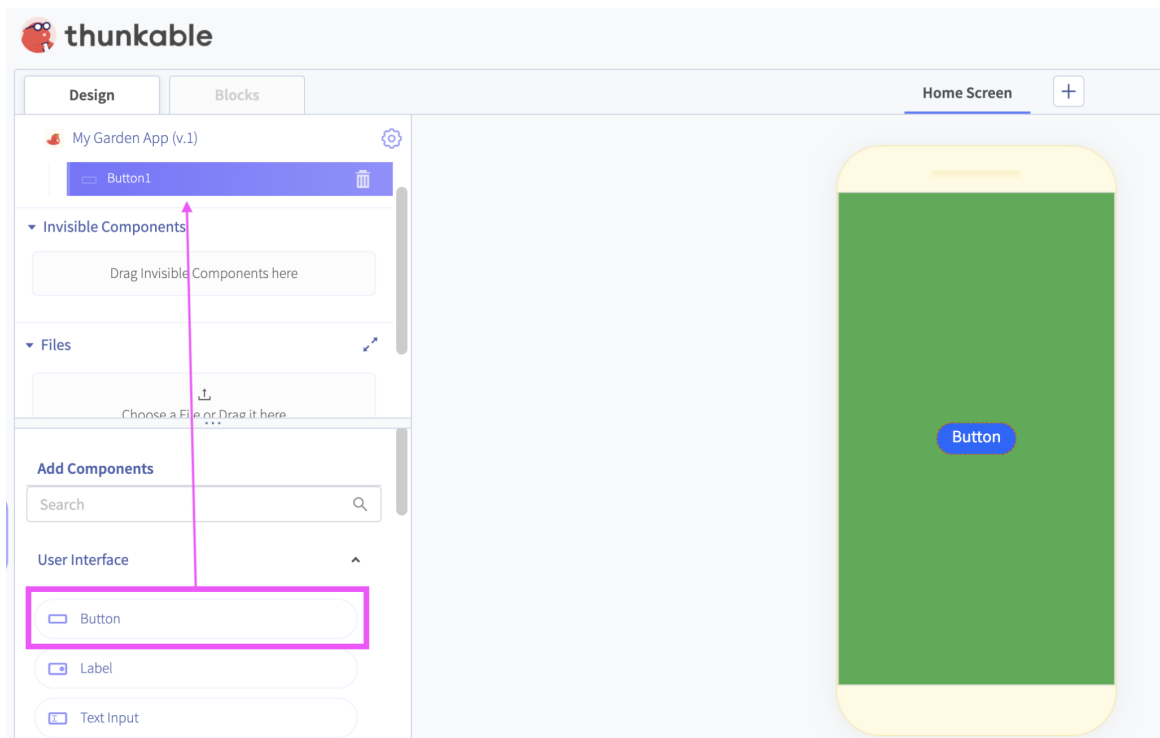 thunkable
Design
Blocks
Home Screen
+
My Garden App (v.1)
Button1
Invisible Components
Drag Invisible Components here
Files
Choose a File or Drag it here
Add Components
Search
User Interface
Button
Label
Text Input
Button